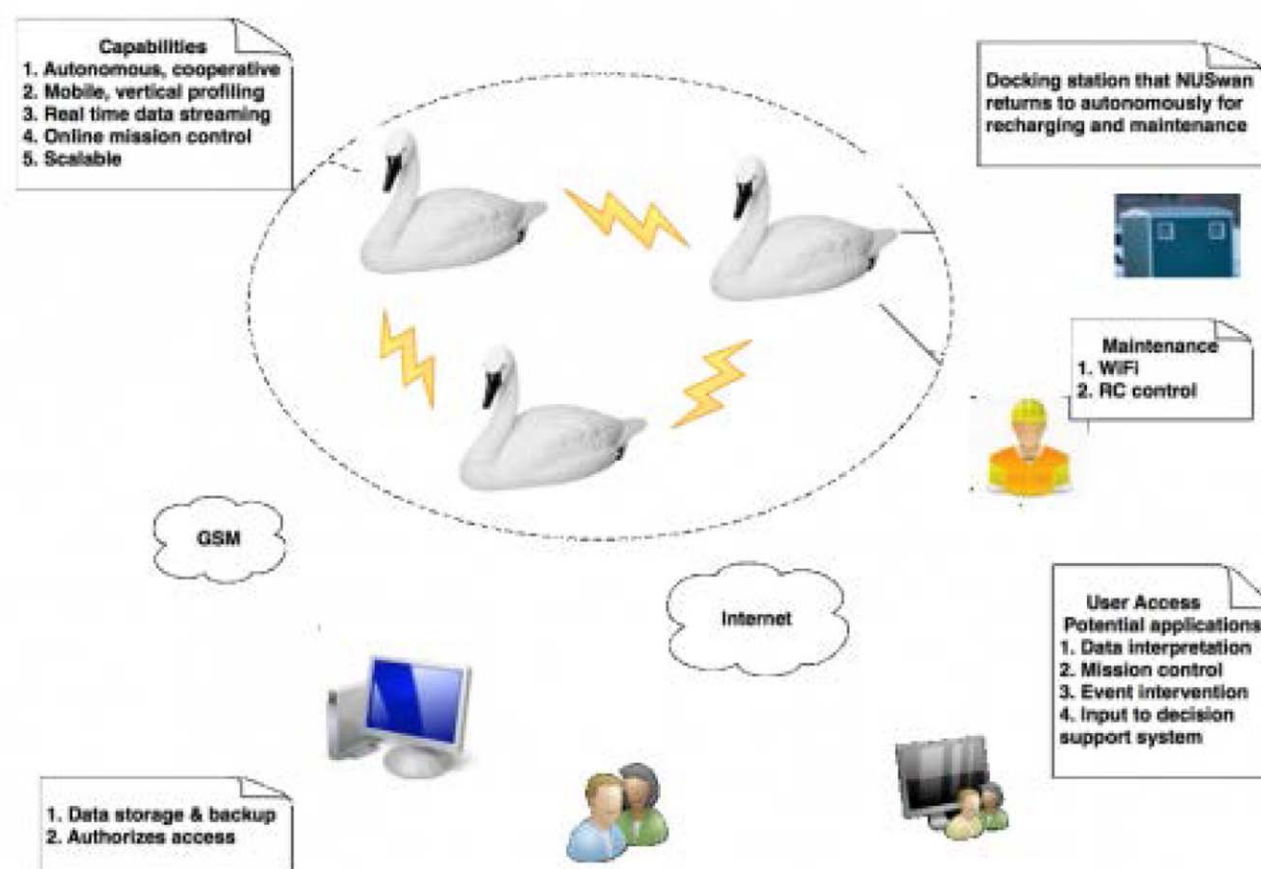 Capabilities
1. Autonomous, cooperative
2. Mobile, vertical profiling
3. Real time data streaming
4. Online mission control
5. Scalable
Docking station that NUSwan
returns to autonomously for
recharging and maintenance
Maintenance
1. WiFi
2. RC control
GSM
Internet
User Access
Potential applications
1. Data interpretation
2. Mission control
3. Event intervention
4. Input to decision
support system
1. Data storage & backup
2. Authorizes access